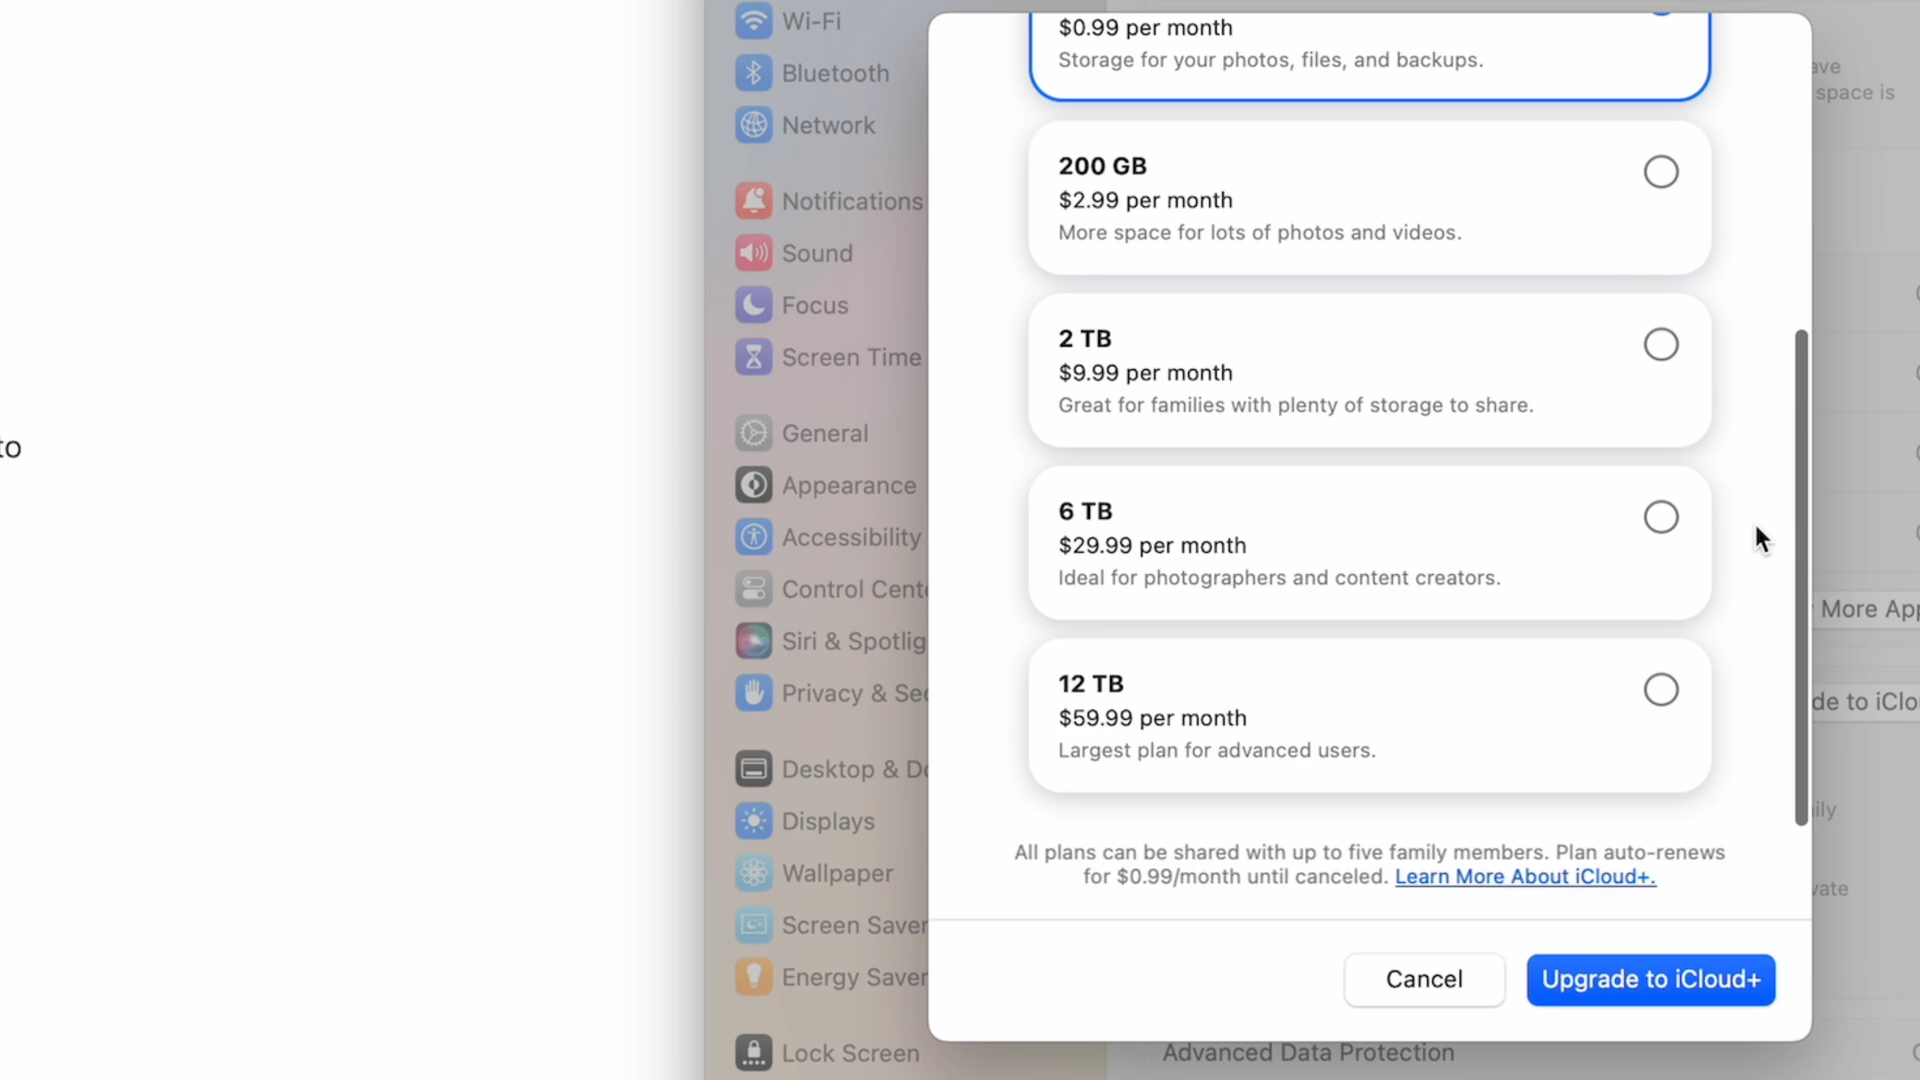 to
Wi-Fi
Bluetooth
Network
Notifications
Sound
Focus
Screen Time
General
Appearance
Accessibility
Control Cent
Siri & Spotlig
Privacy & Se
Desktop & D
Displays
Wallpaper
Screen Saver
Energy Saver
Lock Screen
$0.99 per month
Storage for your photos, files, and backups.
200 GB
$2.99 per month
More space for lots of photos and videos.
2 TB
$9.99 per month
Great for families with plenty of storage to share.
6 TB
$29.99 per month
Ideal for photographers and content creators.
12 TB
$59.99 per month
Largest plan for advanced users.
All plans can be shared with up to five family members. Plan auto-renews
for $0.99/month until canceled. Learn More About iCloud+.
Cancel
Upgrade to iCloud+
Advanced Data Protection
ave
space is
More App
de to iClo
ily
vate